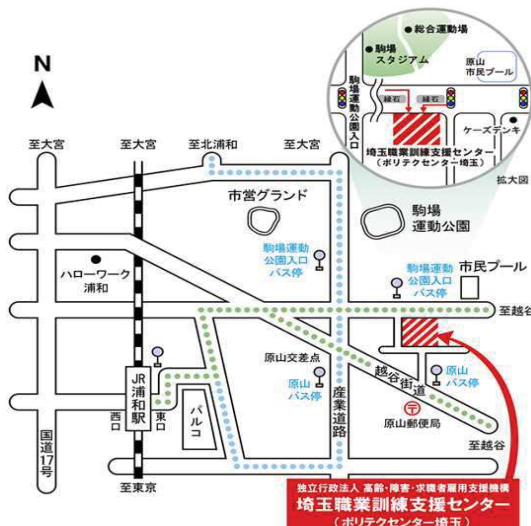 総合運動場
駒場
スタジアム
原山
市民プール
駒場運動公園入口
縁石
縁石
ケーズデンキ
埼玉職業訓練支援センター
(ポリテクセンター埼玉)
拡大図
N
至大宮
至大宮
至北浦和
至大宮
市営グランド
駒場
運動公園
ハローワーク
浦和
駒場運動
公園入口
バス停
駒場運動
公園入口
バス停
市民プール
至越谷
原山交差点
原山
バス停
越谷街道
原山
バス停
JR浦和駅
西口
東口
パルコ
産業道路
原山郵便局
国道17号
至越谷
至東京
独立行政法人 高齢・障害・求職者雇用支援機構
埼玉職業訓練支援センター
(ポリテクセンター埼玉)